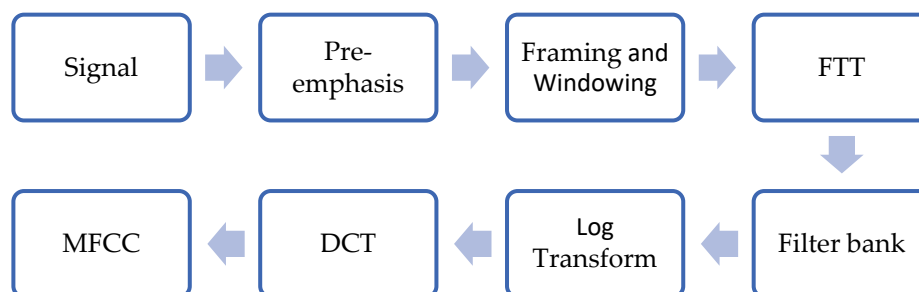 Signal
Pre-
emphasis
Framing and
Windowing
FTT
Filter bank
Log
Transform
DCT
MFCC